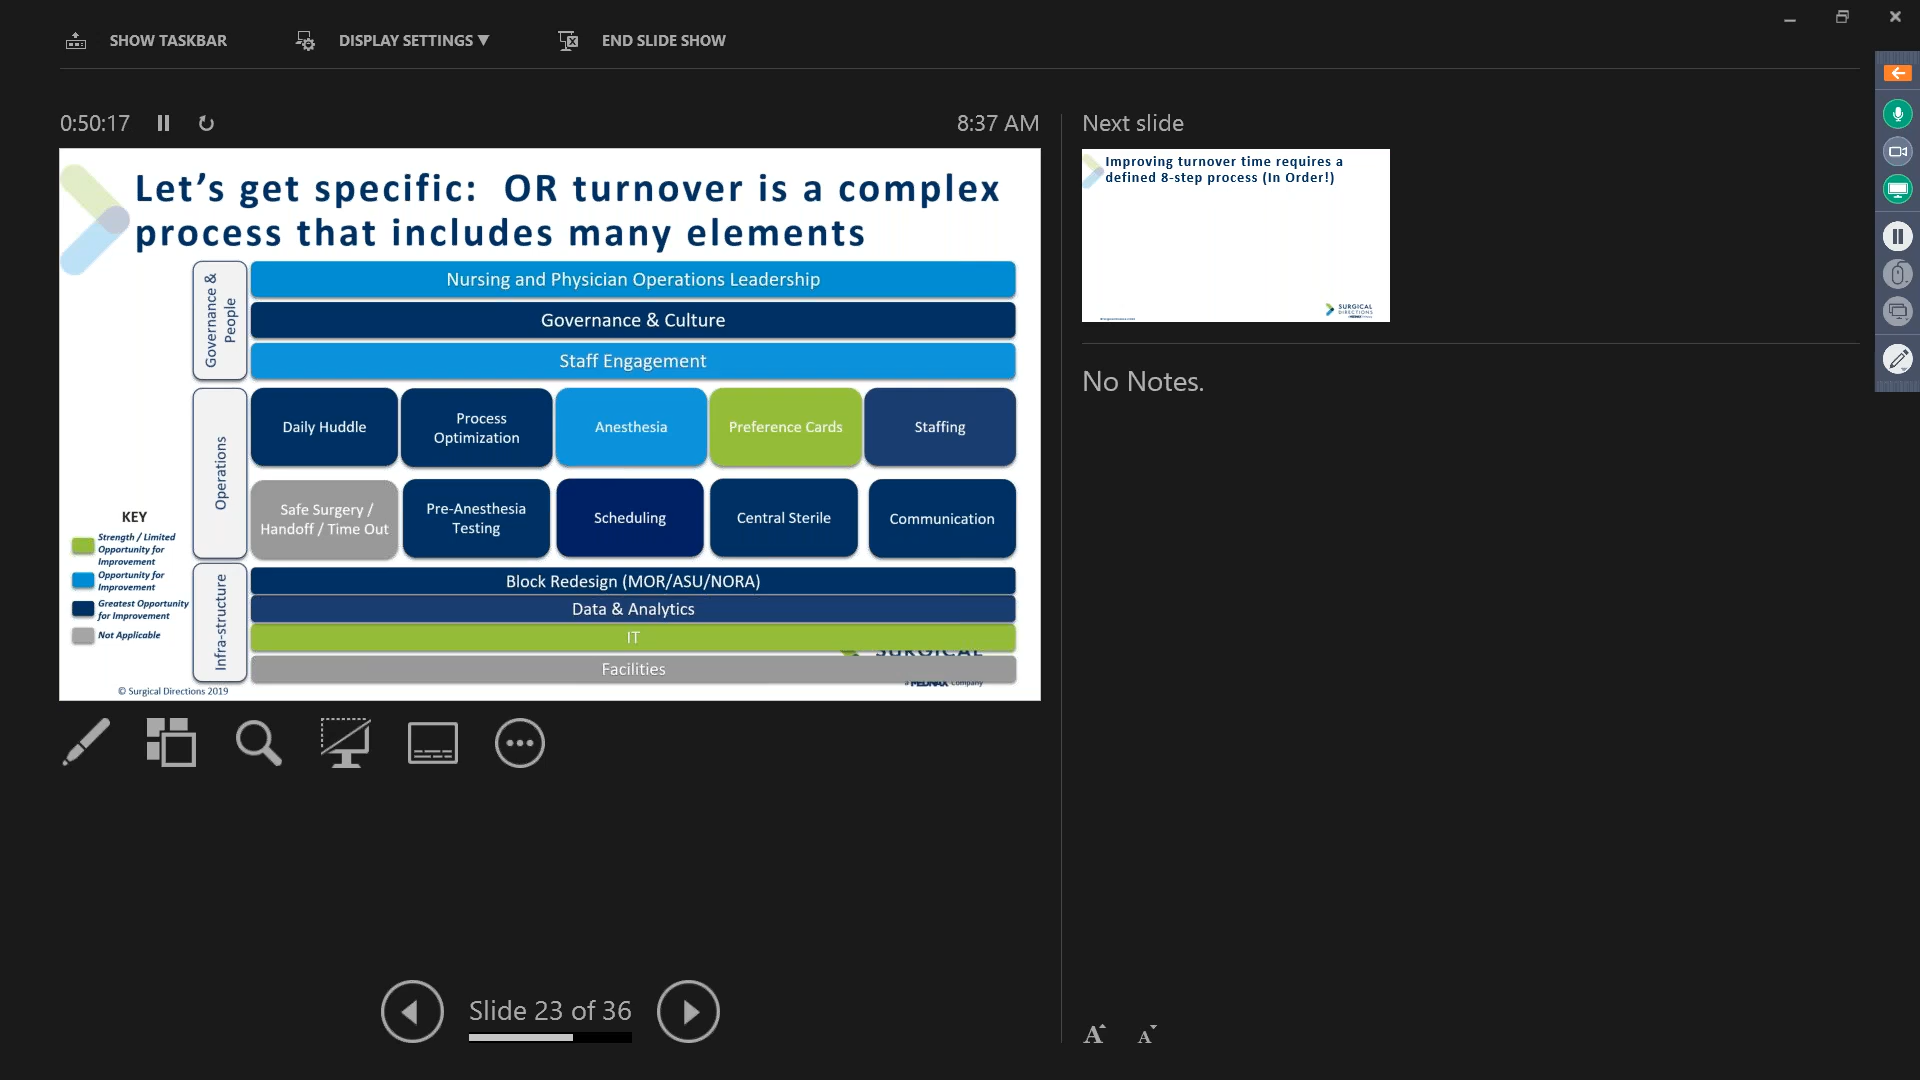 SHOW TASKBAR
DISPLAY SETTINGS ▼
END SLIDE SHOW
0:50:17
8:37 AM
Let's get specific: OR turnover is a complex
process that includes many elements
Governance &
People
Nursing and Physician Operations Leadership
Governance & Culture
Staff Engagement
Operations
Daily Huddle
Process
Optimization
Anesthesia
Preference Cards
Staffing
Safe Surgery /
Handoff / Time Out
Pre-Anesthesia
Testing
Scheduling
Central Sterile
Communication
KEY
Strength / Limited
Opportunity for
Improvement
Opportunity for
Improvement
Greatest Opportunity
for Improvement
Not Applicable
Infra-structure
Block Redesign (MOR/ASU/NORA)
Data & Analytics
IT
SURGICAL
Facilities
a MEDNAX Company
© Surgical Directions 2019
Slide 23 of 36
Next slide
Improving turnover time requires a
defined 8-step process (In Order!)
SURGICAL
DIRECTIONS
No Notes.
A A